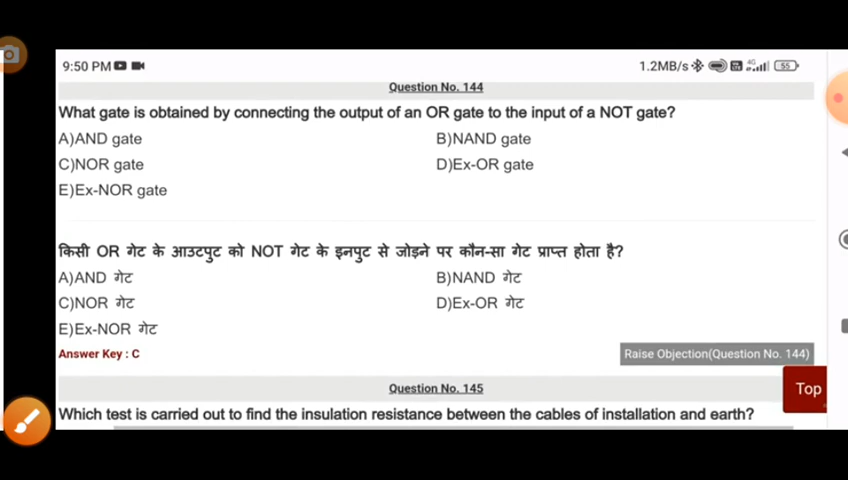 9:50 PM 1.2MB/s 4G 55
Question No. 144
What gate is obtained by connecting the output of an OR gate to the input of a NOT gate?
A)AND gate B)NAND gate
C)NOR gate D)Ex-OR gate
E)Ex-NOR gate
किसी OR गेट के आउटपुट को NOT गेट के इनपुट से जोड़ने पर कौन-सा गेट प्राप्त होता है?
A)AND गेट B)NAND गेट
C)NOR गेट D)Ex-OR गेट
E)Ex-NOR गेट
Answer Key : C Raise Objection(Question No. 144)
Question No. 145
Top
Which test is carried out to find the insulation resistance between the cables of installation and earth?